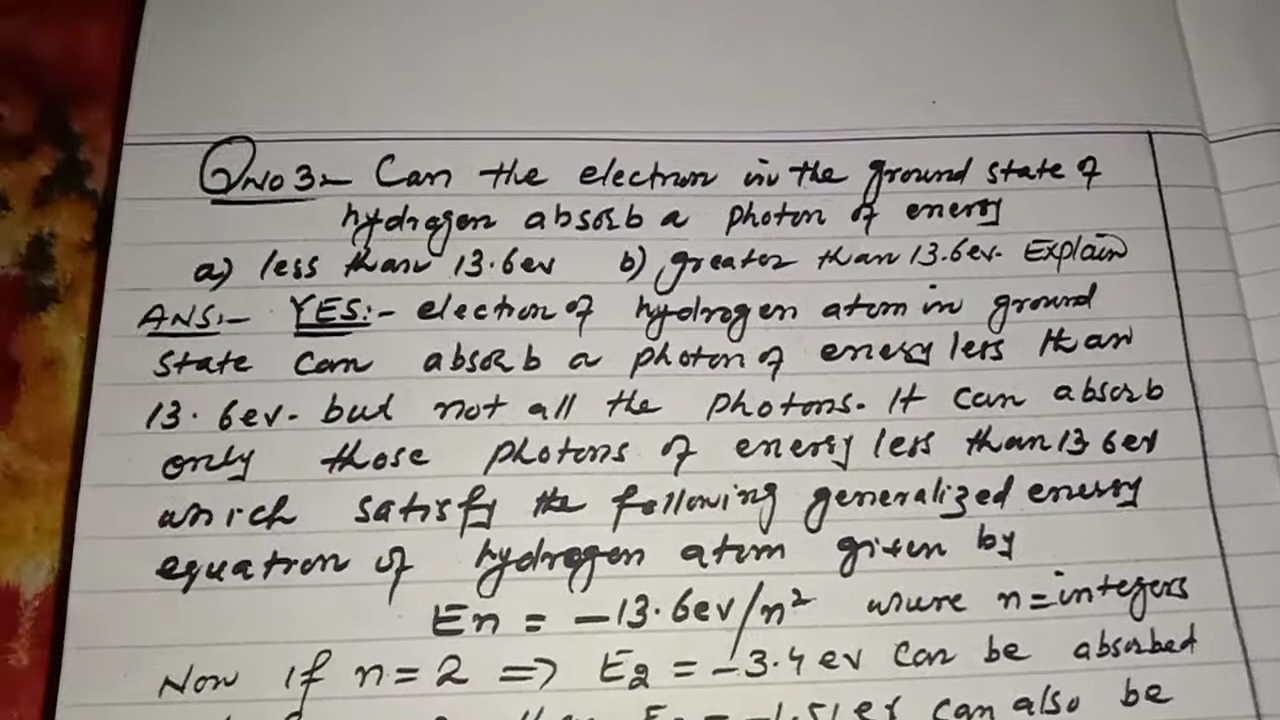 QNO 3:- Can the electron in the ground state of
hydrogen absorb a photon of energy
a) less than 13.6ev b) greater than 13.6ev. Explain
ANS:- YES:- electron of hydrogen atom in ground
state can absorb a photon of energy less than
13.6ev. but not all the photons. It can absorb
only those photons of energy less than 13 6ev
which satisfy the following generalized energy
equation of hydrogen atom given by
En = -13.6ev/n² where n=integers
Now if n=2 => E₂ = -3.4 ev can be absorbed
-1.51ev can also be